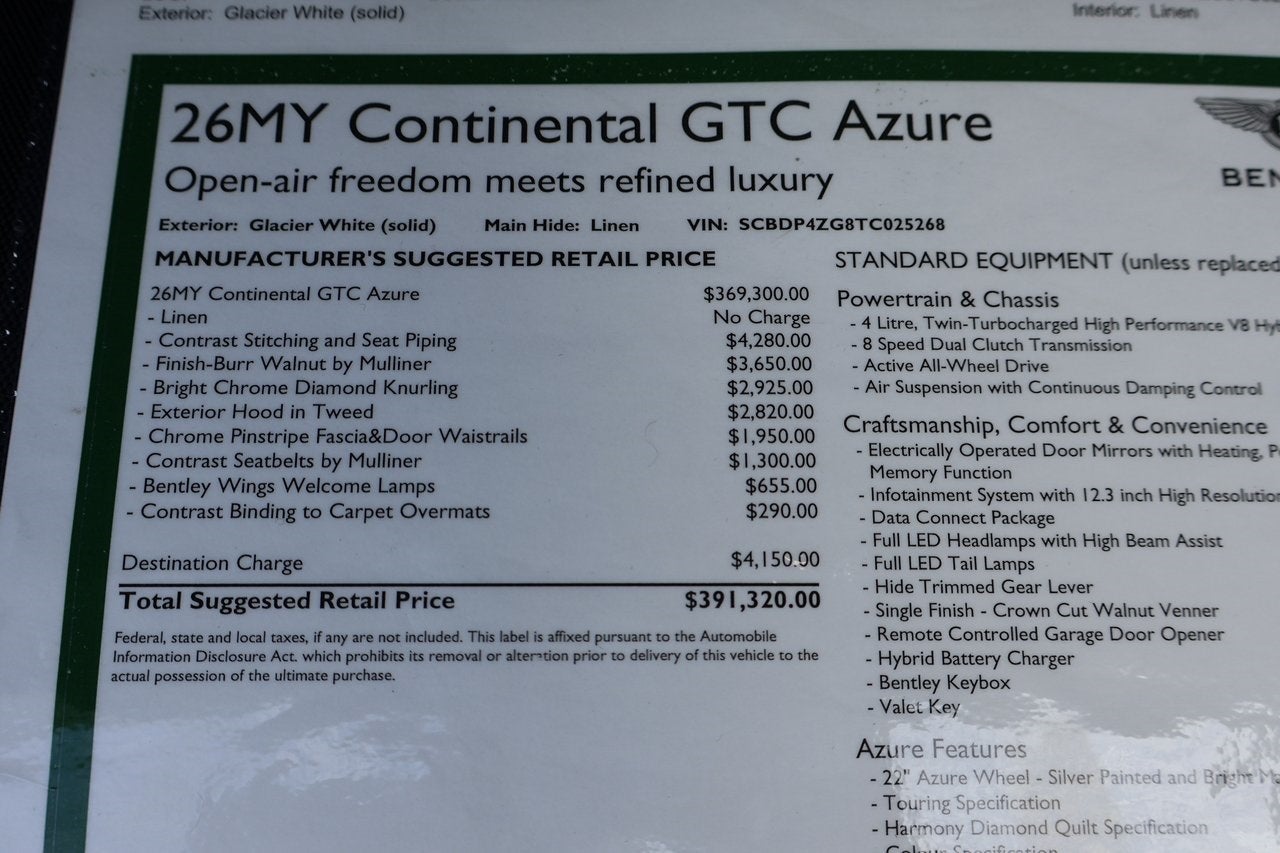 Exterior: Glacier White (solid)
Interior: Linen
26MY Continental GTC Azure
Open-air freedom meets refined luxury
BEN
Exterior: Glacier White (solid) Main Hide: Linen VIN: SCBDP4ZG8TC025268
MANUFACTURER'S SUGGESTED RETAIL PRICE
26MY Continental GTC Azure $369,300.00
- Linen No Charge
- Contrast Stitching and Seat Piping $4,280.00
- Finish-Burr Walnut by Mulliner $3,650.00
- Bright Chrome Diamond Knurling $2,925.00
- Exterior Hood in Tweed $2,820.00
- Chrome Pinstripe Fascia&Door Waistrails $1,950.00
- Contrast Seatbelts by Mulliner $1,300.00
- Bentley Wings Welcome Lamps $655.00
- Contrast Binding to Carpet Overmats $290.00
Destination Charge $4,150.00
Total Suggested Retail Price $391,320.00
Federal, state and local taxes, if any are not included. This label is affixed pursuant to the Automobile
Information Disclosure Act. which prohibits its removal or alteration prior to delivery of this vehicle to the
actual possession of the ultimate purchase.
STANDARD EQUIPMENT (unless replaced
Powertrain & Chassis
- 4 Litre, Twin-Turbocharged High Performance V8 Hyb
- 8 Speed Dual Clutch Transmission
- Active All-Wheel Drive
- Air Suspension with Continuous Damping Control
Craftsmanship, Comfort & Convenience
- Electrically Operated Door Mirrors with Heating, P
Memory Function
- Infotainment System with 12.3 inch High Resolution
- Data Connect Package
- Full LED Headlamps with High Beam Assist
- Full LED Tail Lamps
- Hide Trimmed Gear Lever
- Single Finish - Crown Cut Walnut Venner
- Remote Controlled Garage Door Opener
- Hybrid Battery Charger
- Bentley Keybox
- Valet Key
Azure Features
- 22" Azure Wheel - Silver Painted and Bright Ma
- Touring Specification
- Harmony Diamond Quilt Specification
- Colour Specification